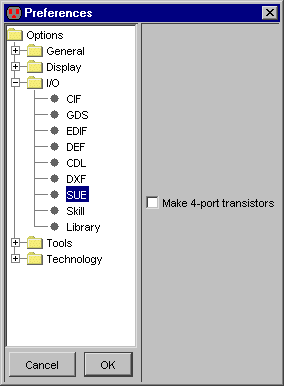 Preferences
Options
General
Display
I/O
CIF
GDS
EDIF
DEF
CDL
DXF
SUE
Make 4-port transistors
Skill
Library
Tools
Technology
Cancel
OK